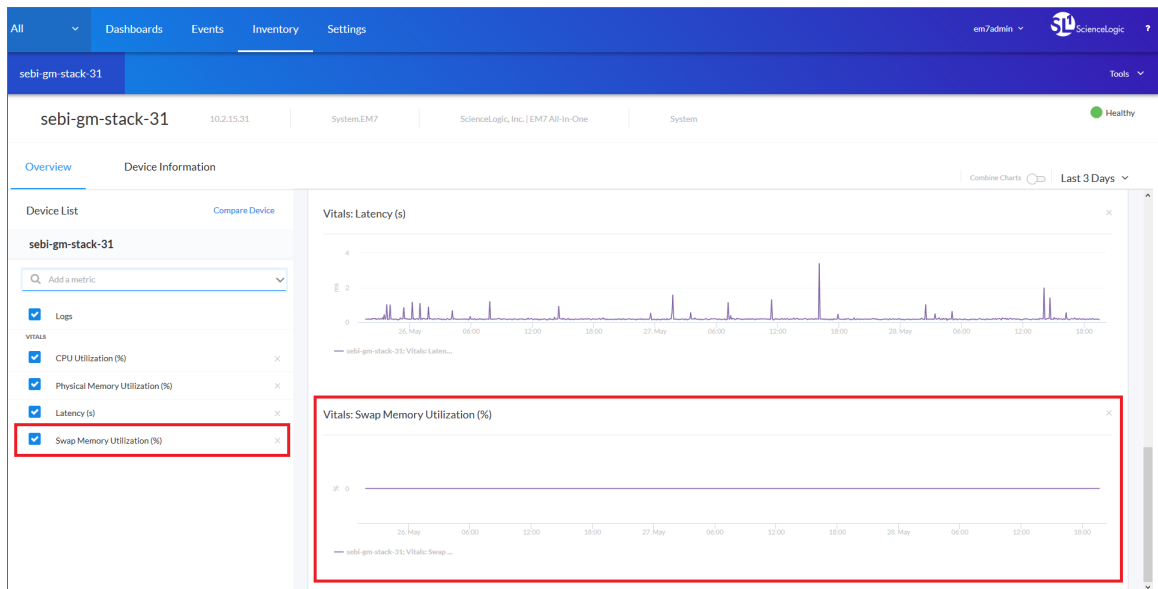 All Dashboards Events Inventory Settings em7admin SL1 ScienceLogic ?
sebi-gm-stack-31 Tools
sebi-gm-stack-31 10.2.15.31 System.EM7 ScienceLogic, Inc. | EM7 All-In-One System Healthy
Overview Device Information
Combine Charts Last 3 Days
Device List Compare Device
sebi-gm-stack-31
Add a metric
Logs
VITALS
CPU Utilization (%)
Physical Memory Utilization (%)
Latency (s)
Swap Memory Utilization (%)
Vitals: Latency (s)
4
ms 2
0
26. May 06:00 12:00 18:00 27. May 06:00 12:00 18:00 28. May 06:00 12:00 18:00
sebi-gm-stack-31: Vitals: Laten...
Vitals: Swap Memory Utilization (%)
% 0
26. May 06:00 12:00 18:00 27. May 06:00 12:00 18:00 28. May 06:00 12:00 18:00
sebi-gm-stack-31: Vitals: Swap ...